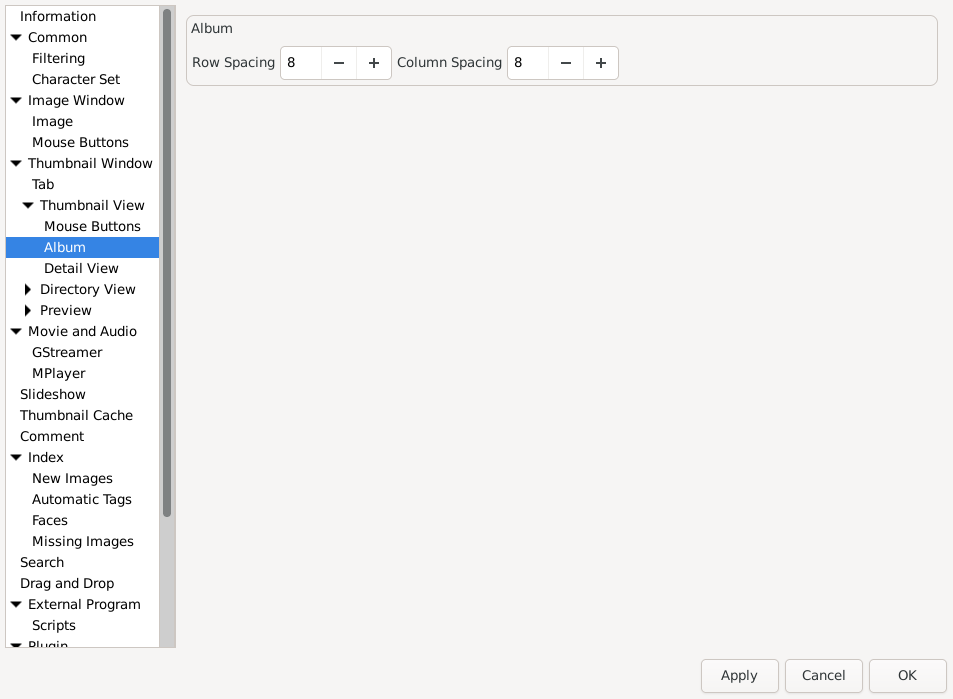 Information
Common
Filtering
Character Set
Image Window
Image
Mouse Buttons
Thumbnail Window
Tab
Thumbnail View
Mouse Buttons
Album
Detail View
Directory View
Preview
Movie and Audio
GStreamer
MPlayer
Slideshow
Thumbnail Cache
Comment
Index
New Images
Automatic Tags
Faces
Missing Images
Search
Drag and Drop
External Program
Scripts
Plugin
Album
Row Spacing 8 Column Spacing 8
Apply Cancel OK